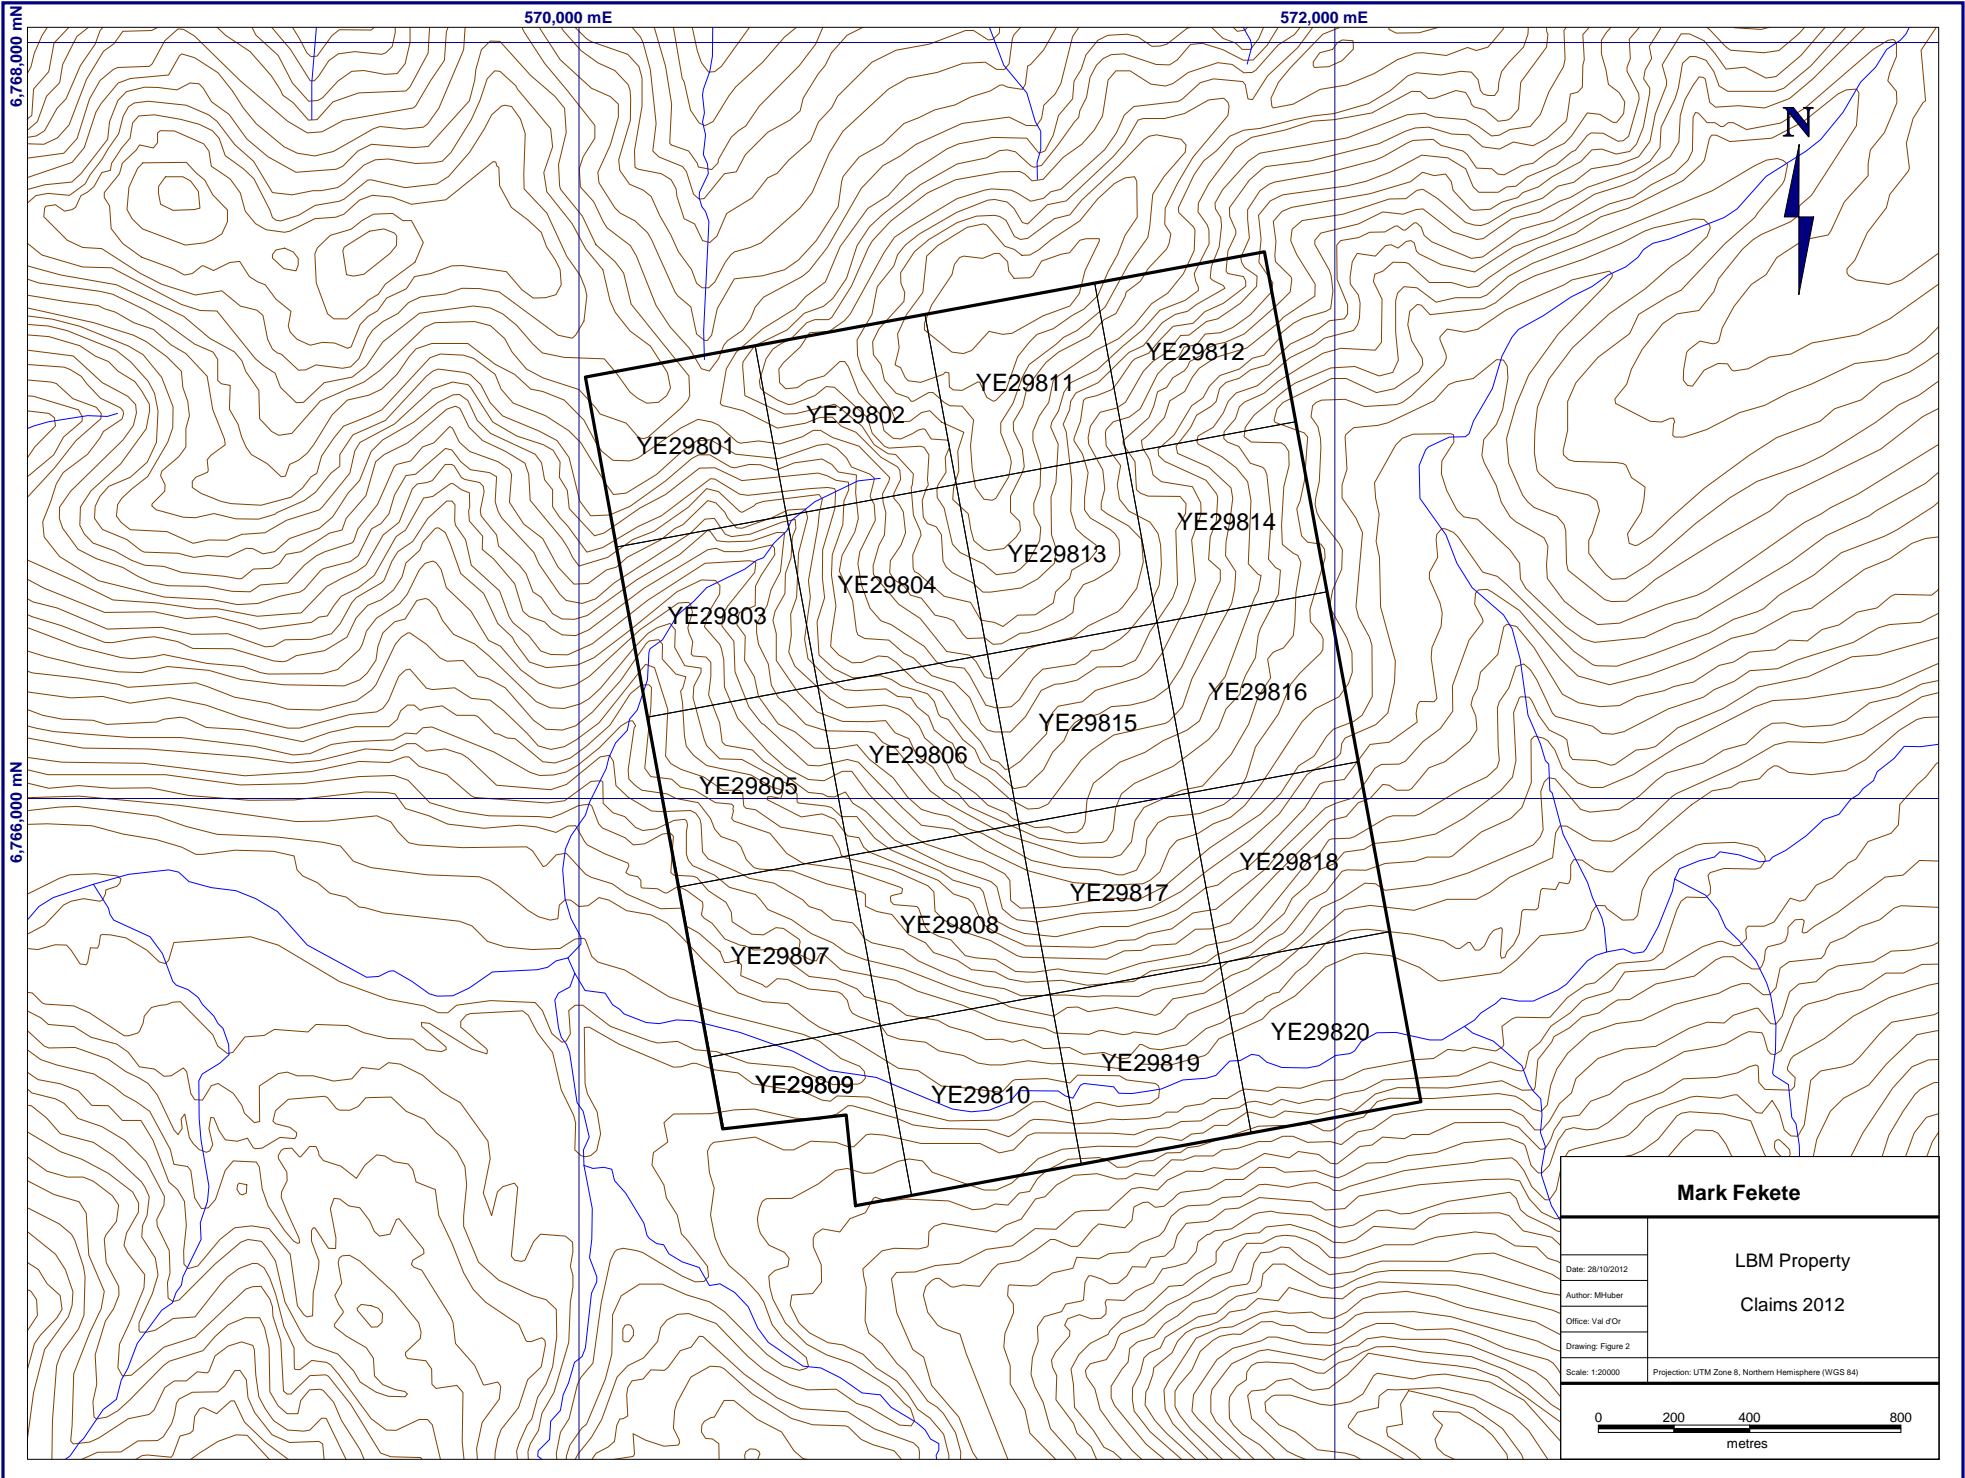 570,000 mE
572,000 mE
6,768,000 mN
6,766,000 mN
N
YE29812
YE29811
YE29802
YE29801
YE29814
YE29813
YE29804
YE29803
YE29816
YE29815
YE29806
YE29805
YE29818
YE29817
YE29808
YE29807
YE29820
YE29819
YE29810
YE29809
Mark Fekete
LBM Property
Claims 2012
Date: 28/10/2012
Author: MHuber
Office: Val d'Or
Drawing: Figure 2
Scale: 1:20000
Projection: UTM Zone 8, Northern Hemisphere (WGS 84)
0 200 400 800
metres